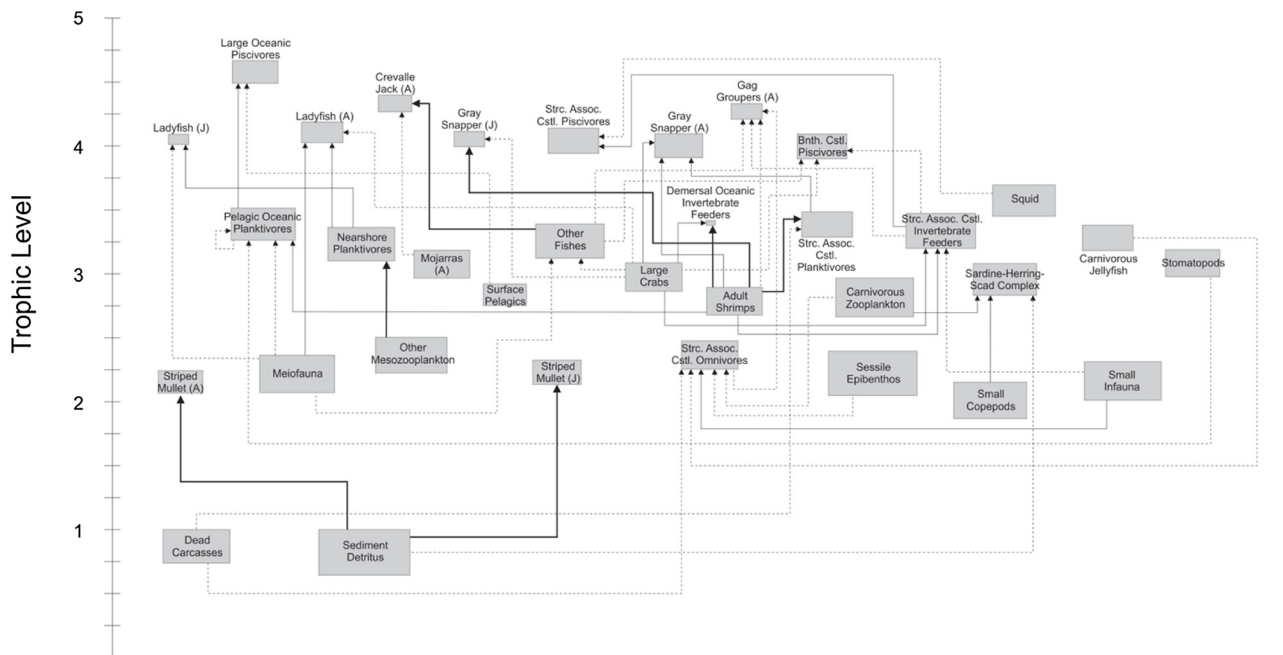 5
Large Oceanic
Piscivores
Crevalle
Jack (A)
Gag
Groupers (A)
Ladyfish (J)
Ladyfish (A)
Gray
Snapper (J)
Strc. Assoc.
Cstl. Piscivores
Gray
Snapper (A)
Bnth. Cstl.
Piscivores
4
Demersal Oceanic
Invertebrate
Feeders
Squid
Pelagic Oceanic
Planktivores
Nearshore
Planktivores
Mojarras
(A)
Other
Fishes
Strc. Assoc.
Cstl.
Planktivores
Strc. Assoc. Cstl.
Invertebrate
Feeders
Carnivorous
Jellyfish
Stomatopods
3
Surface
Pelagics
Large
Crabs
Adult
Shrimps
Carnivorous
Zooplankton
Sardine-Herring-
Scad Complex
Trophic Level
Striped
Mullet (A)
Meiofauna
Other
Mesozooplankton
Striped
Mullet (J)
Strc. Assoc.
Cstl. Omnivores
Sessile
Epibenthos
Small
Copepods
Small
Infauna
2
1
Dead
Carcasses
Sediment
Detritus